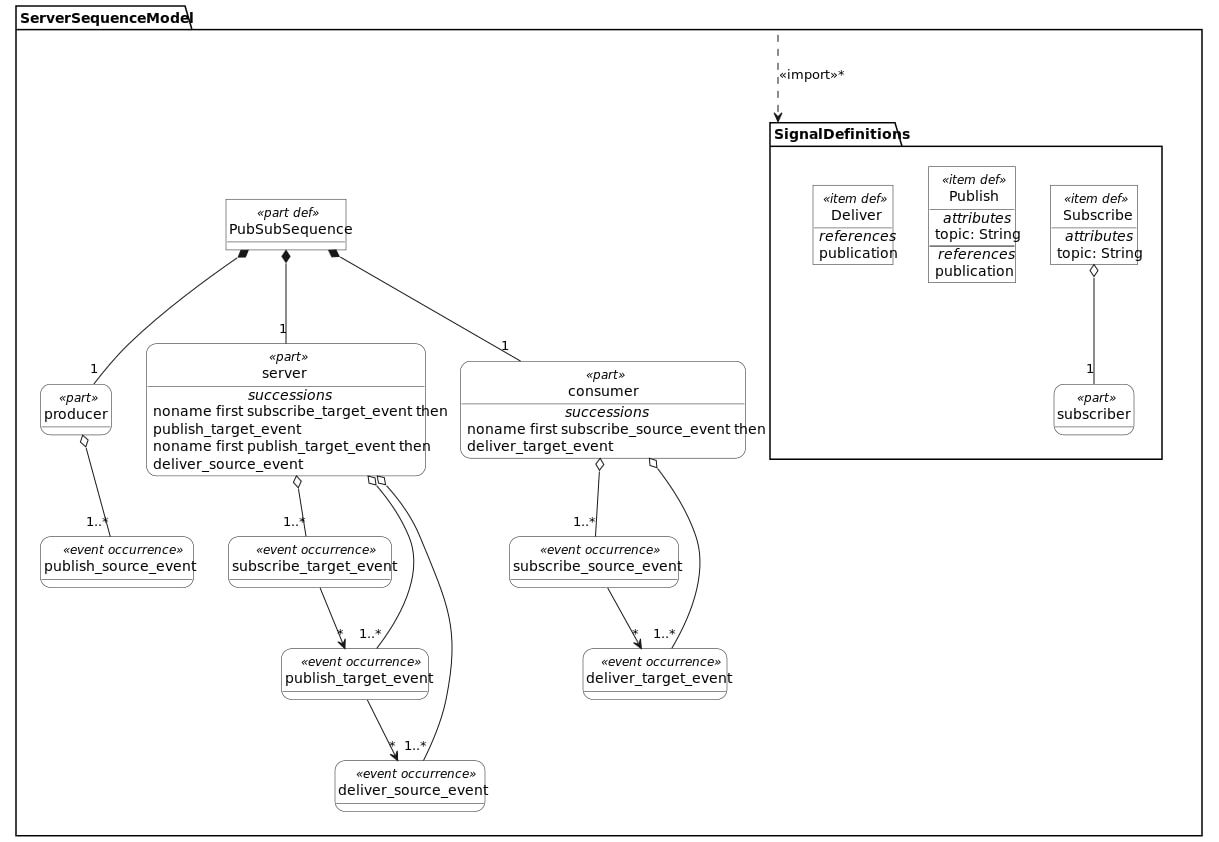 ServerSequenceModel
«import»*
SignalDefinitions
«item def»
Deliver
references
publication
«item def»
Publish
attributes
topic: String
references
publication
«item def»
Subscribe
attributes
topic: String
1
«part»
subscriber
«part def»
PubSubSequence
1
1
1
«part»
producer
«part»
server
successions
noname first subscribe_target_event then
publish_target_event
noname first publish_target_event then
deliver_source_event
«part»
consumer
successions
noname first subscribe_source_event then
deliver_target_event
1..*
1..*
1..*
«event occurrence»
publish_source_event
«event occurrence»
subscribe_target_event
«event occurrence»
subscribe_source_event
* 1..*
* 1..*
«event occurrence»
publish_target_event
«event occurrence»
deliver_target_event
* 1..*
«event occurrence»
deliver_source_event